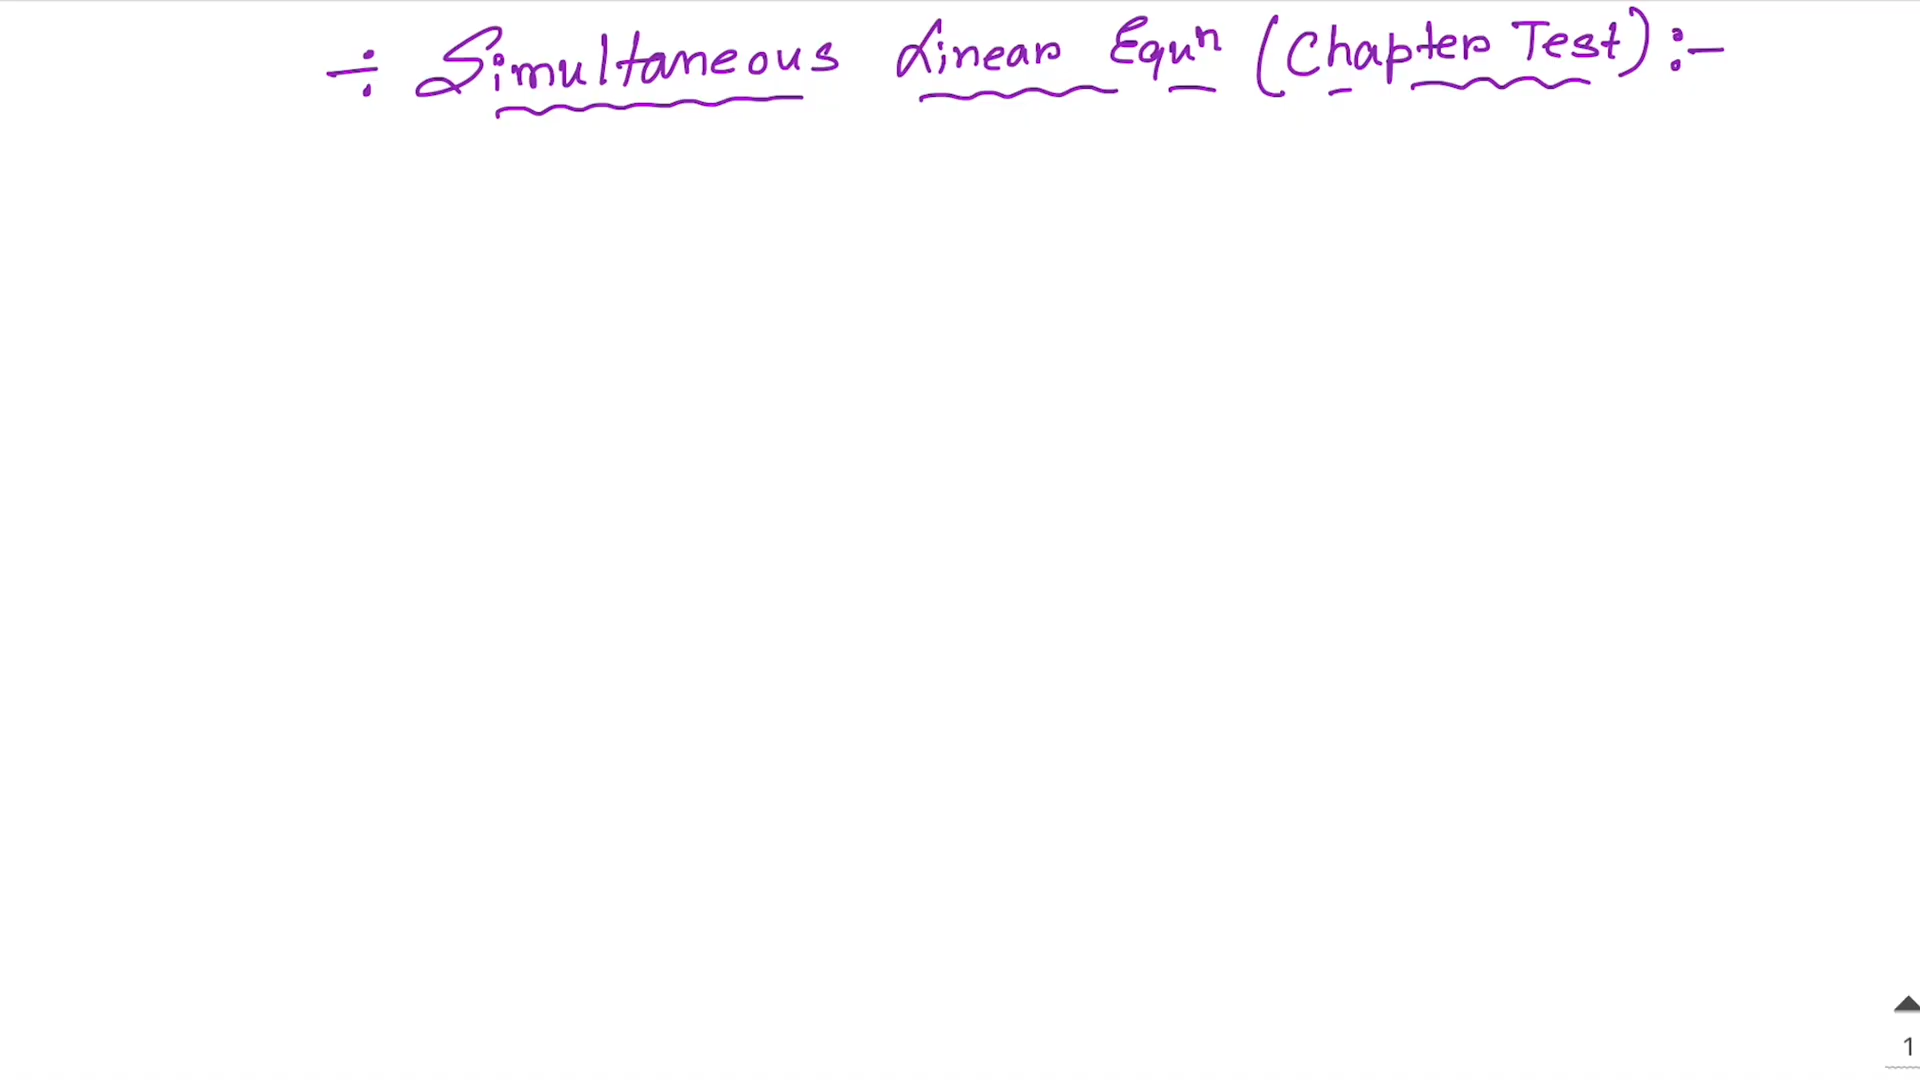 ÷ Simultaneous Linear Equⁿ (Chapter Test) :-
1